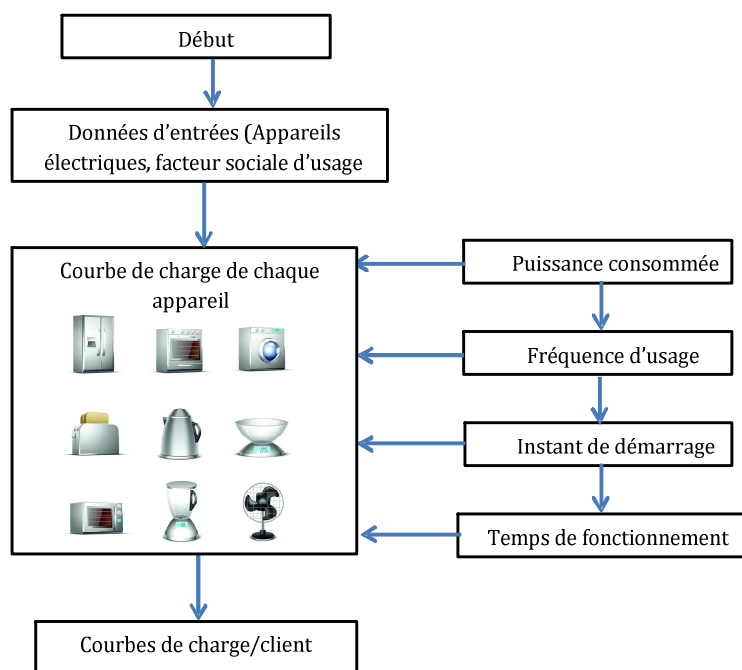 Début
Données d'entrées (Appareils
électriques, facteur sociale d'usage
Courbe de charge de chaque
appareil
Puissance consommée
Fréquence d'usage
Instant de démarrage
Temps de fonctionnement
Courbes de charge/client